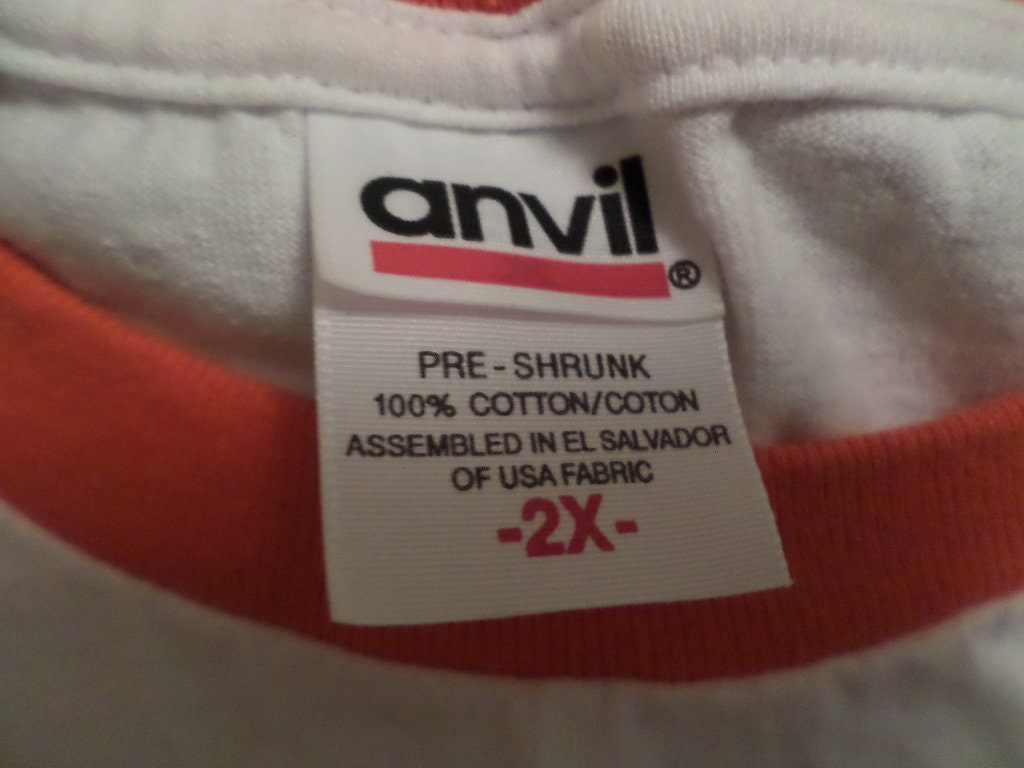 anvil®
PRE-SHRUNK
100% COTTON/COTON
ASSEMBLED IN EL SALVADOR
OF USA FABRIC
-2X-